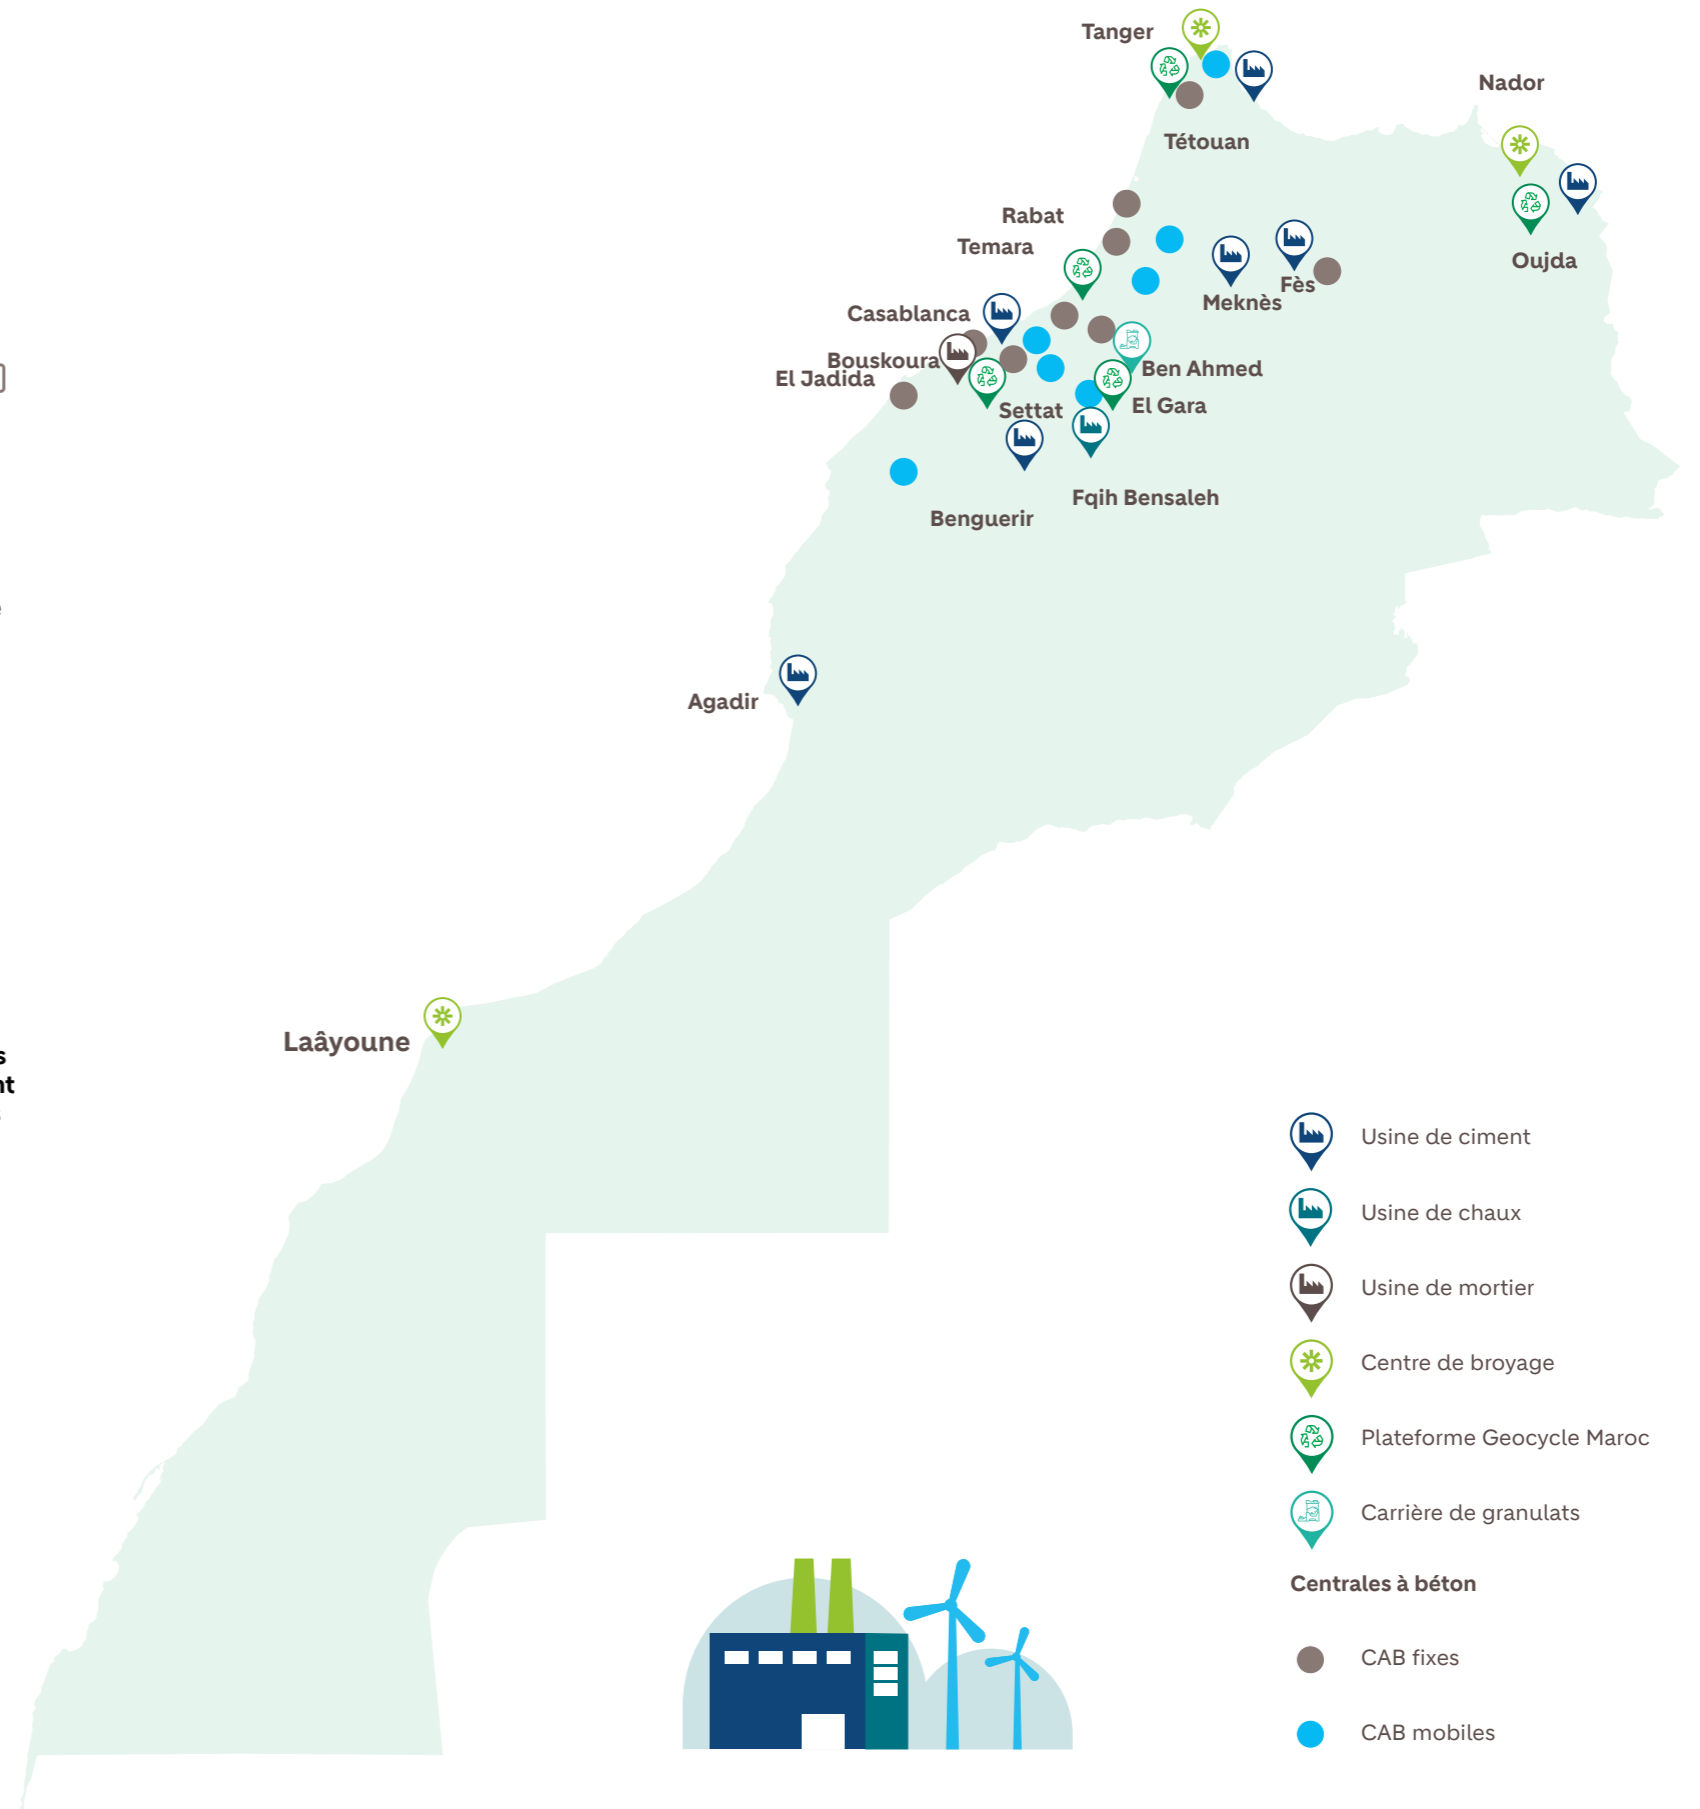 Tanger
Nador
Tétouan
Rabat
Temara
Oujda
Fès
Meknès
Casablanca
Bouskoura
El Jadida
Ben Ahmed
El Gara
Settat
Fqih Bensaleh
Benguerir
Agadir
Laâyoune
Usine de ciment
Usine de chaux
Usine de mortier
Centre de broyage
Plateforme Geocycle Maroc
Carrière de granulats
Centrales à béton
CAB fixes
CAB mobiles